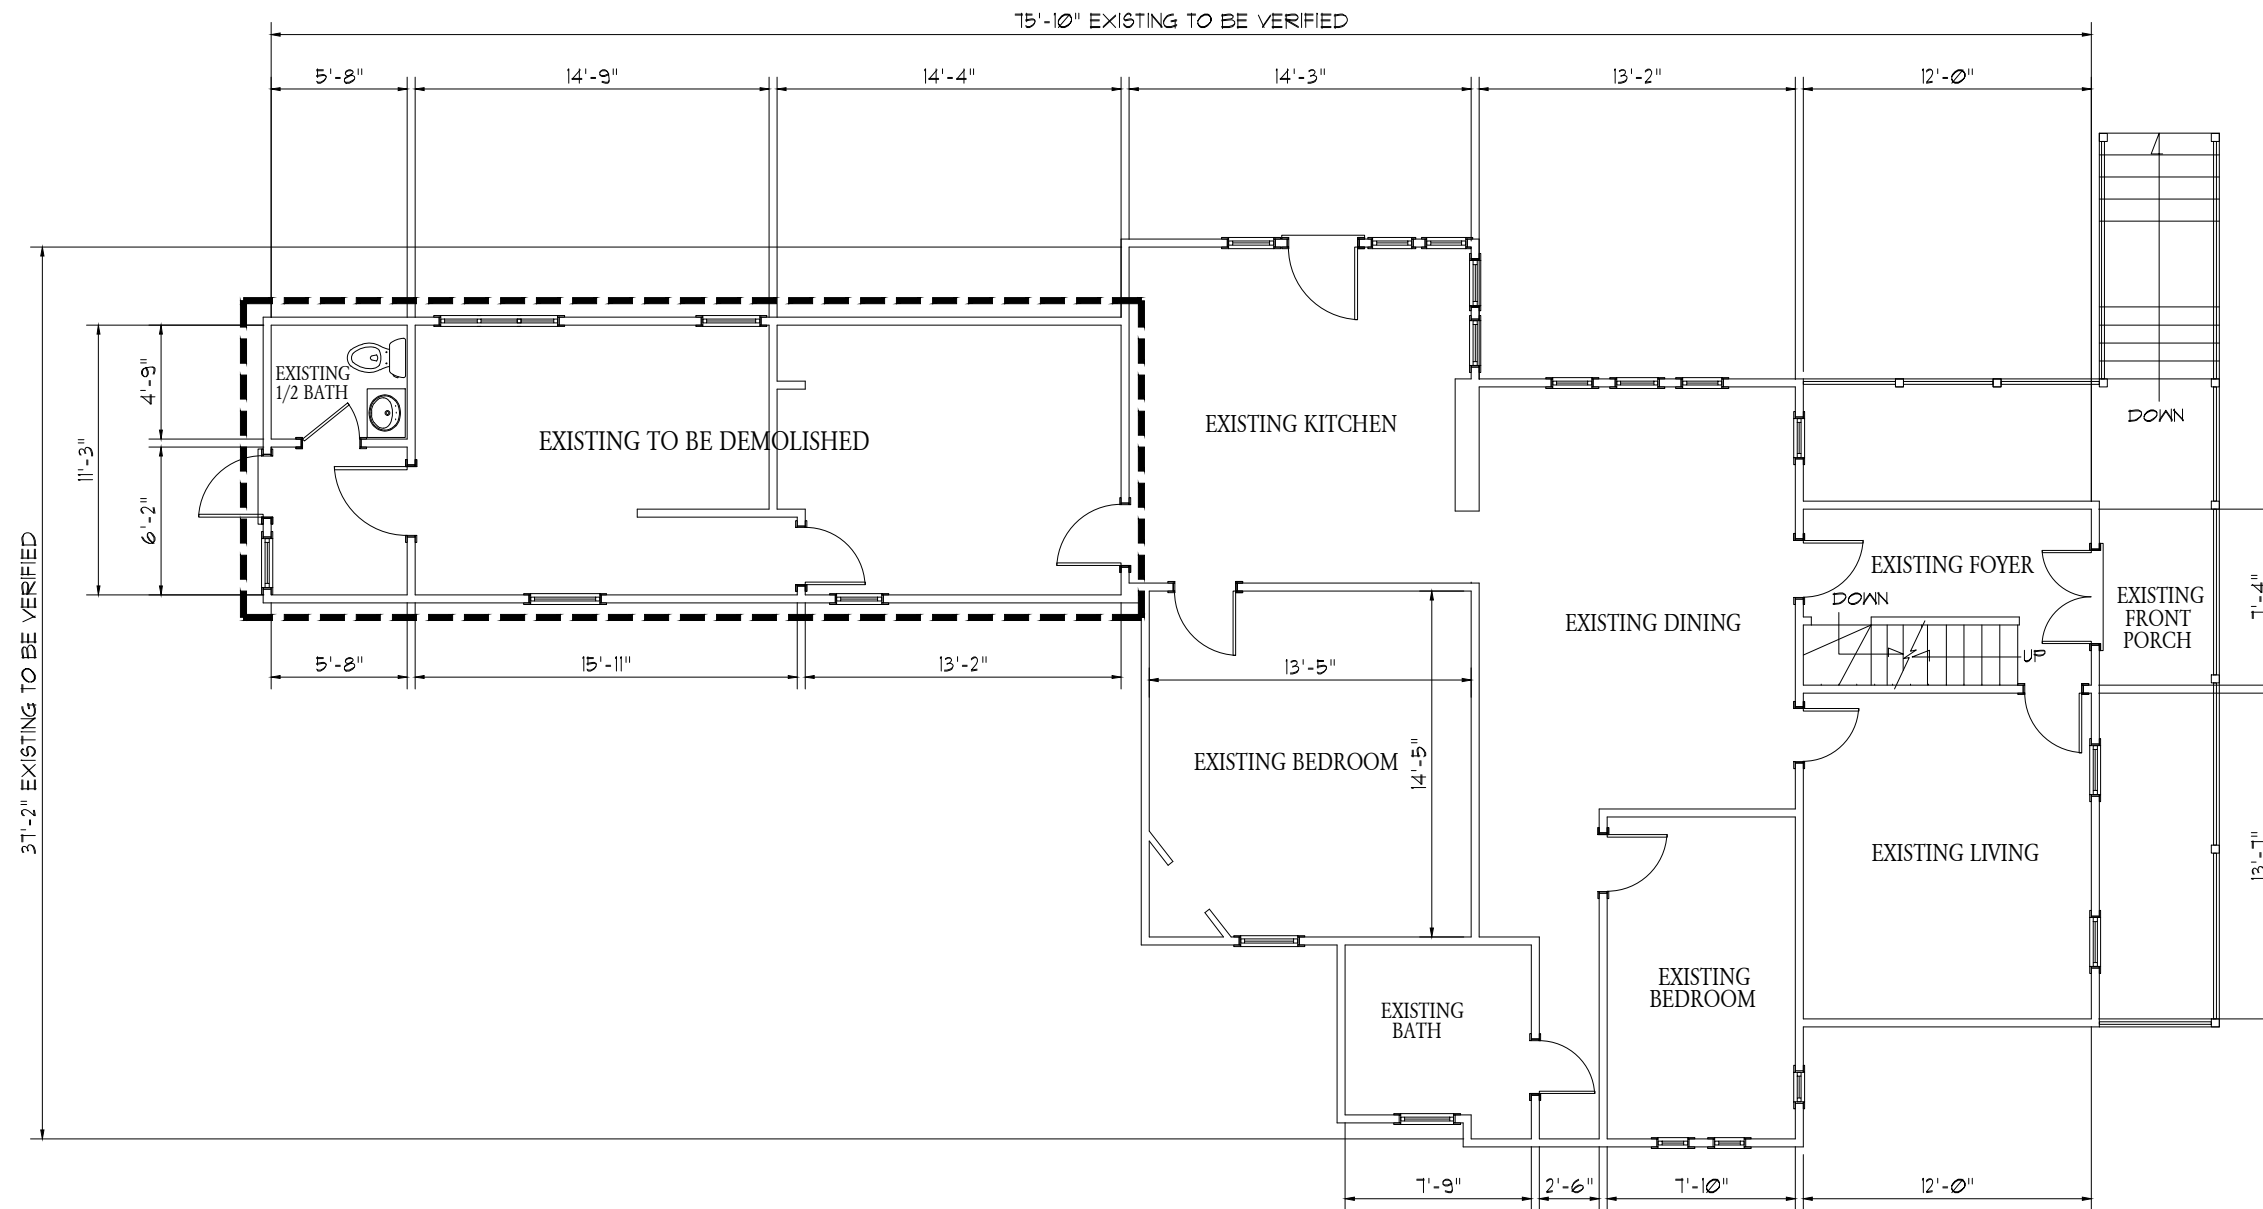 75'-10" EXISTING TO BE VERIFIED
5'-8"
14'-9"
14'-4"
14'-3"
13'-2"
12'-0"
EXISTING
1/2 BATH
4'-9"
11'-3"
6'-2"
37'-2" EXISTING TO BE VERIFIED
EXISTING TO BE DEMOLISHED
EXISTING KITCHEN
DOWN
EXISTING FOYER
DOWN
UP
EXISTING
FRONT
PORCH
7'-4"
EXISTING DINING
5'-8"
15'-11"
13'-2"
13'-5"
14'-5"
EXISTING BEDROOM
EXISTING LIVING
13'-7"
EXISTING
BEDROOM
EXISTING
BATH
7'-9"
2'-6"
7'-10"
12'-0"